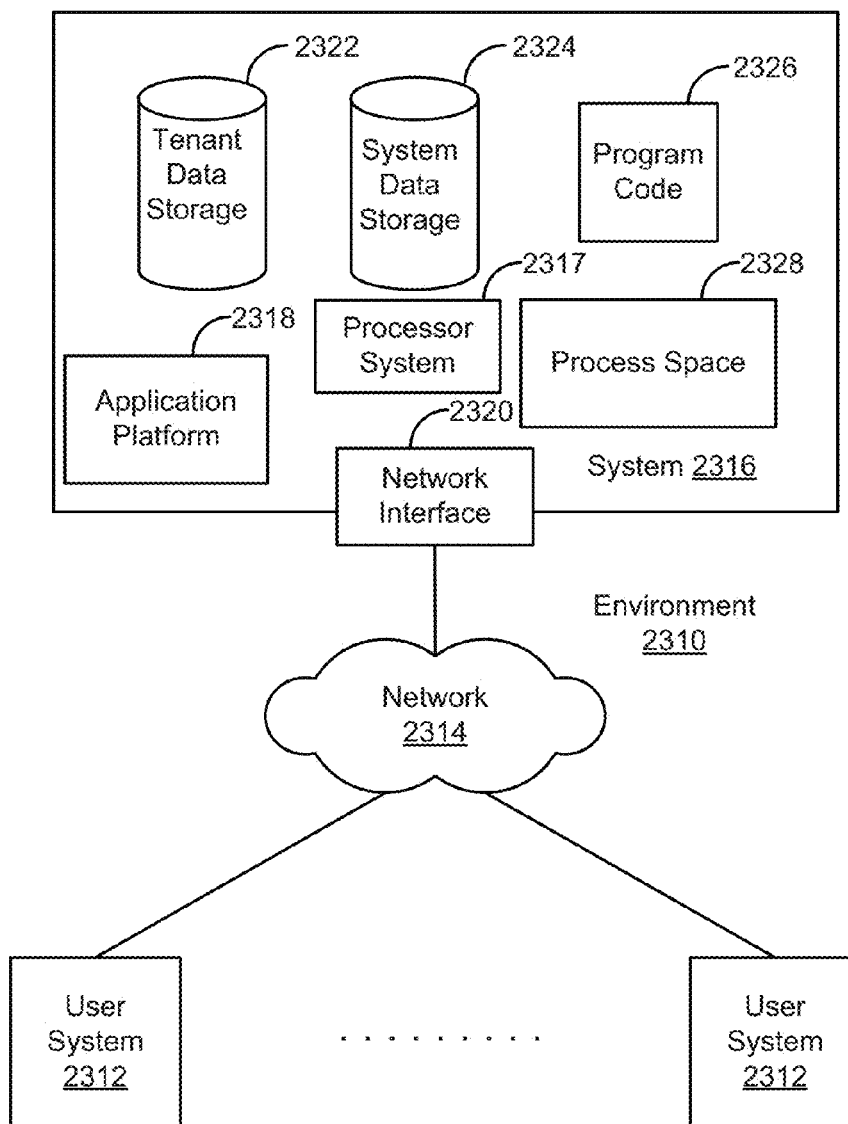 2322
2324
2326
Tenant
Data
Storage
System
Data
Storage
Program
Code
2317
2328
2318
Processor
System
Process Space
Application
Platform
2320
System 2316
Network
Interface
Environment
2310
Network
2314
User
System
2312
User
System
2312